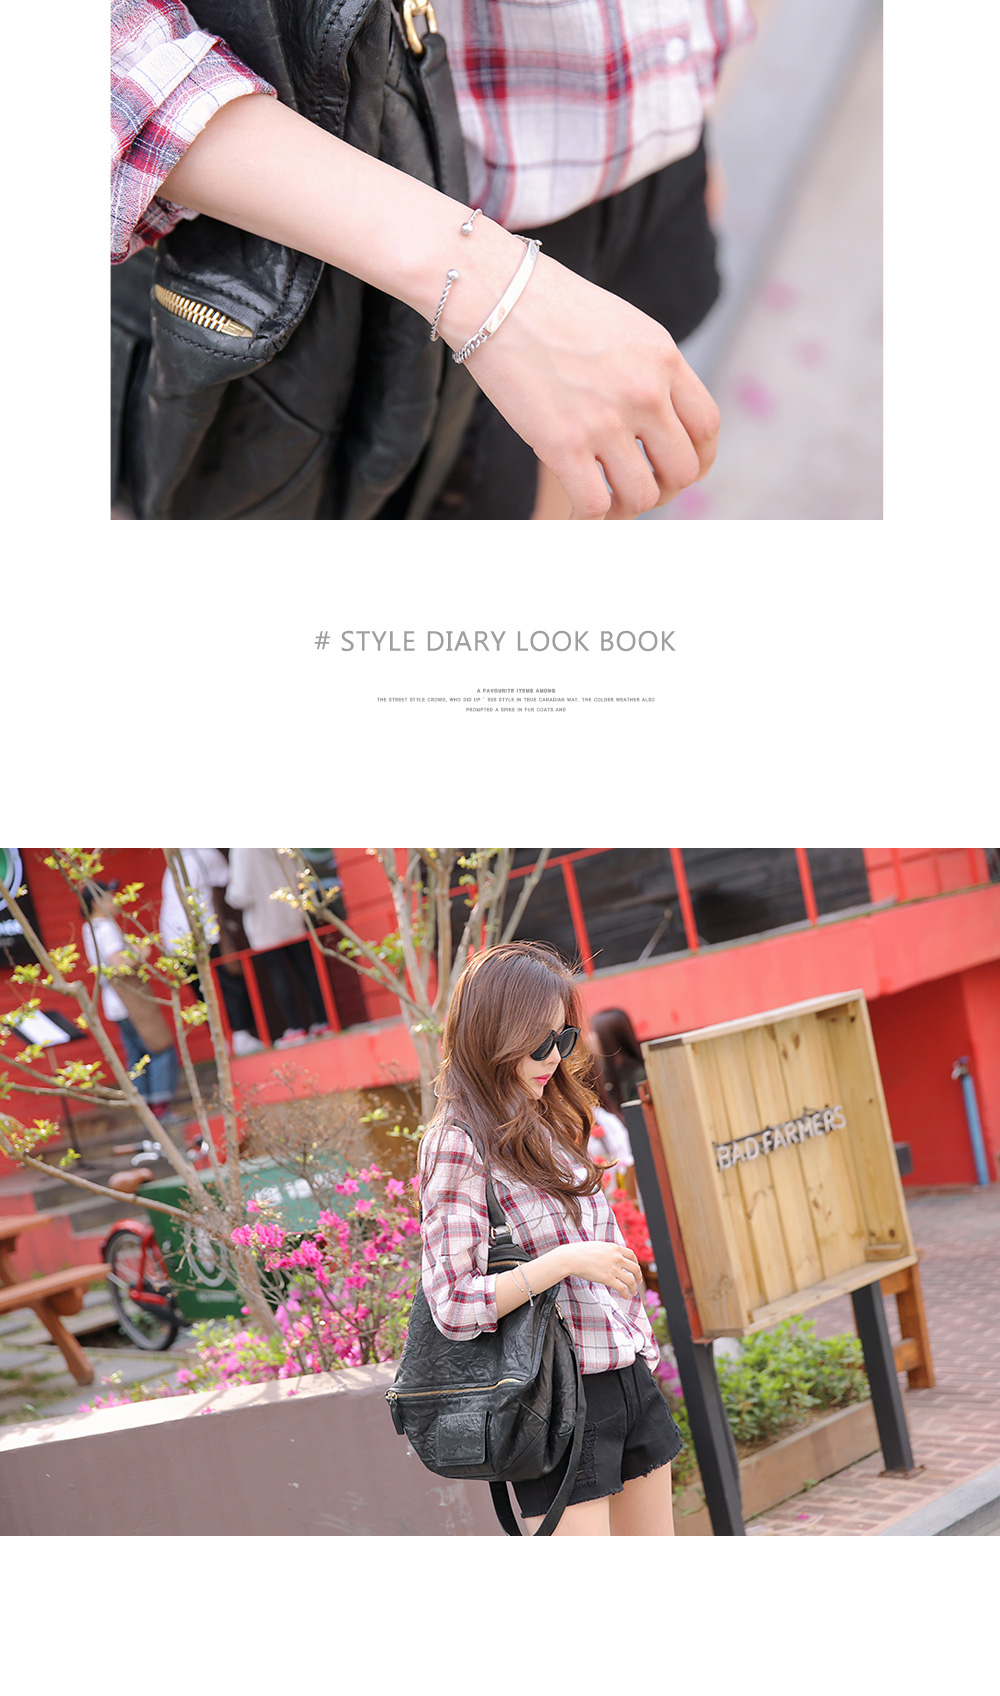 # STYLE DIARY LOOK BOOK
A FAVOURITE ITEMS AMONG
THE STREET STYLE CROWD, WHO DID UP ' 50S STYLE IN TRUE CANADIAN WAY. THE COLDER WEATHER ALSO
PROMPTED A SPIKE IN FUR COATS AND
BAD FARMERS